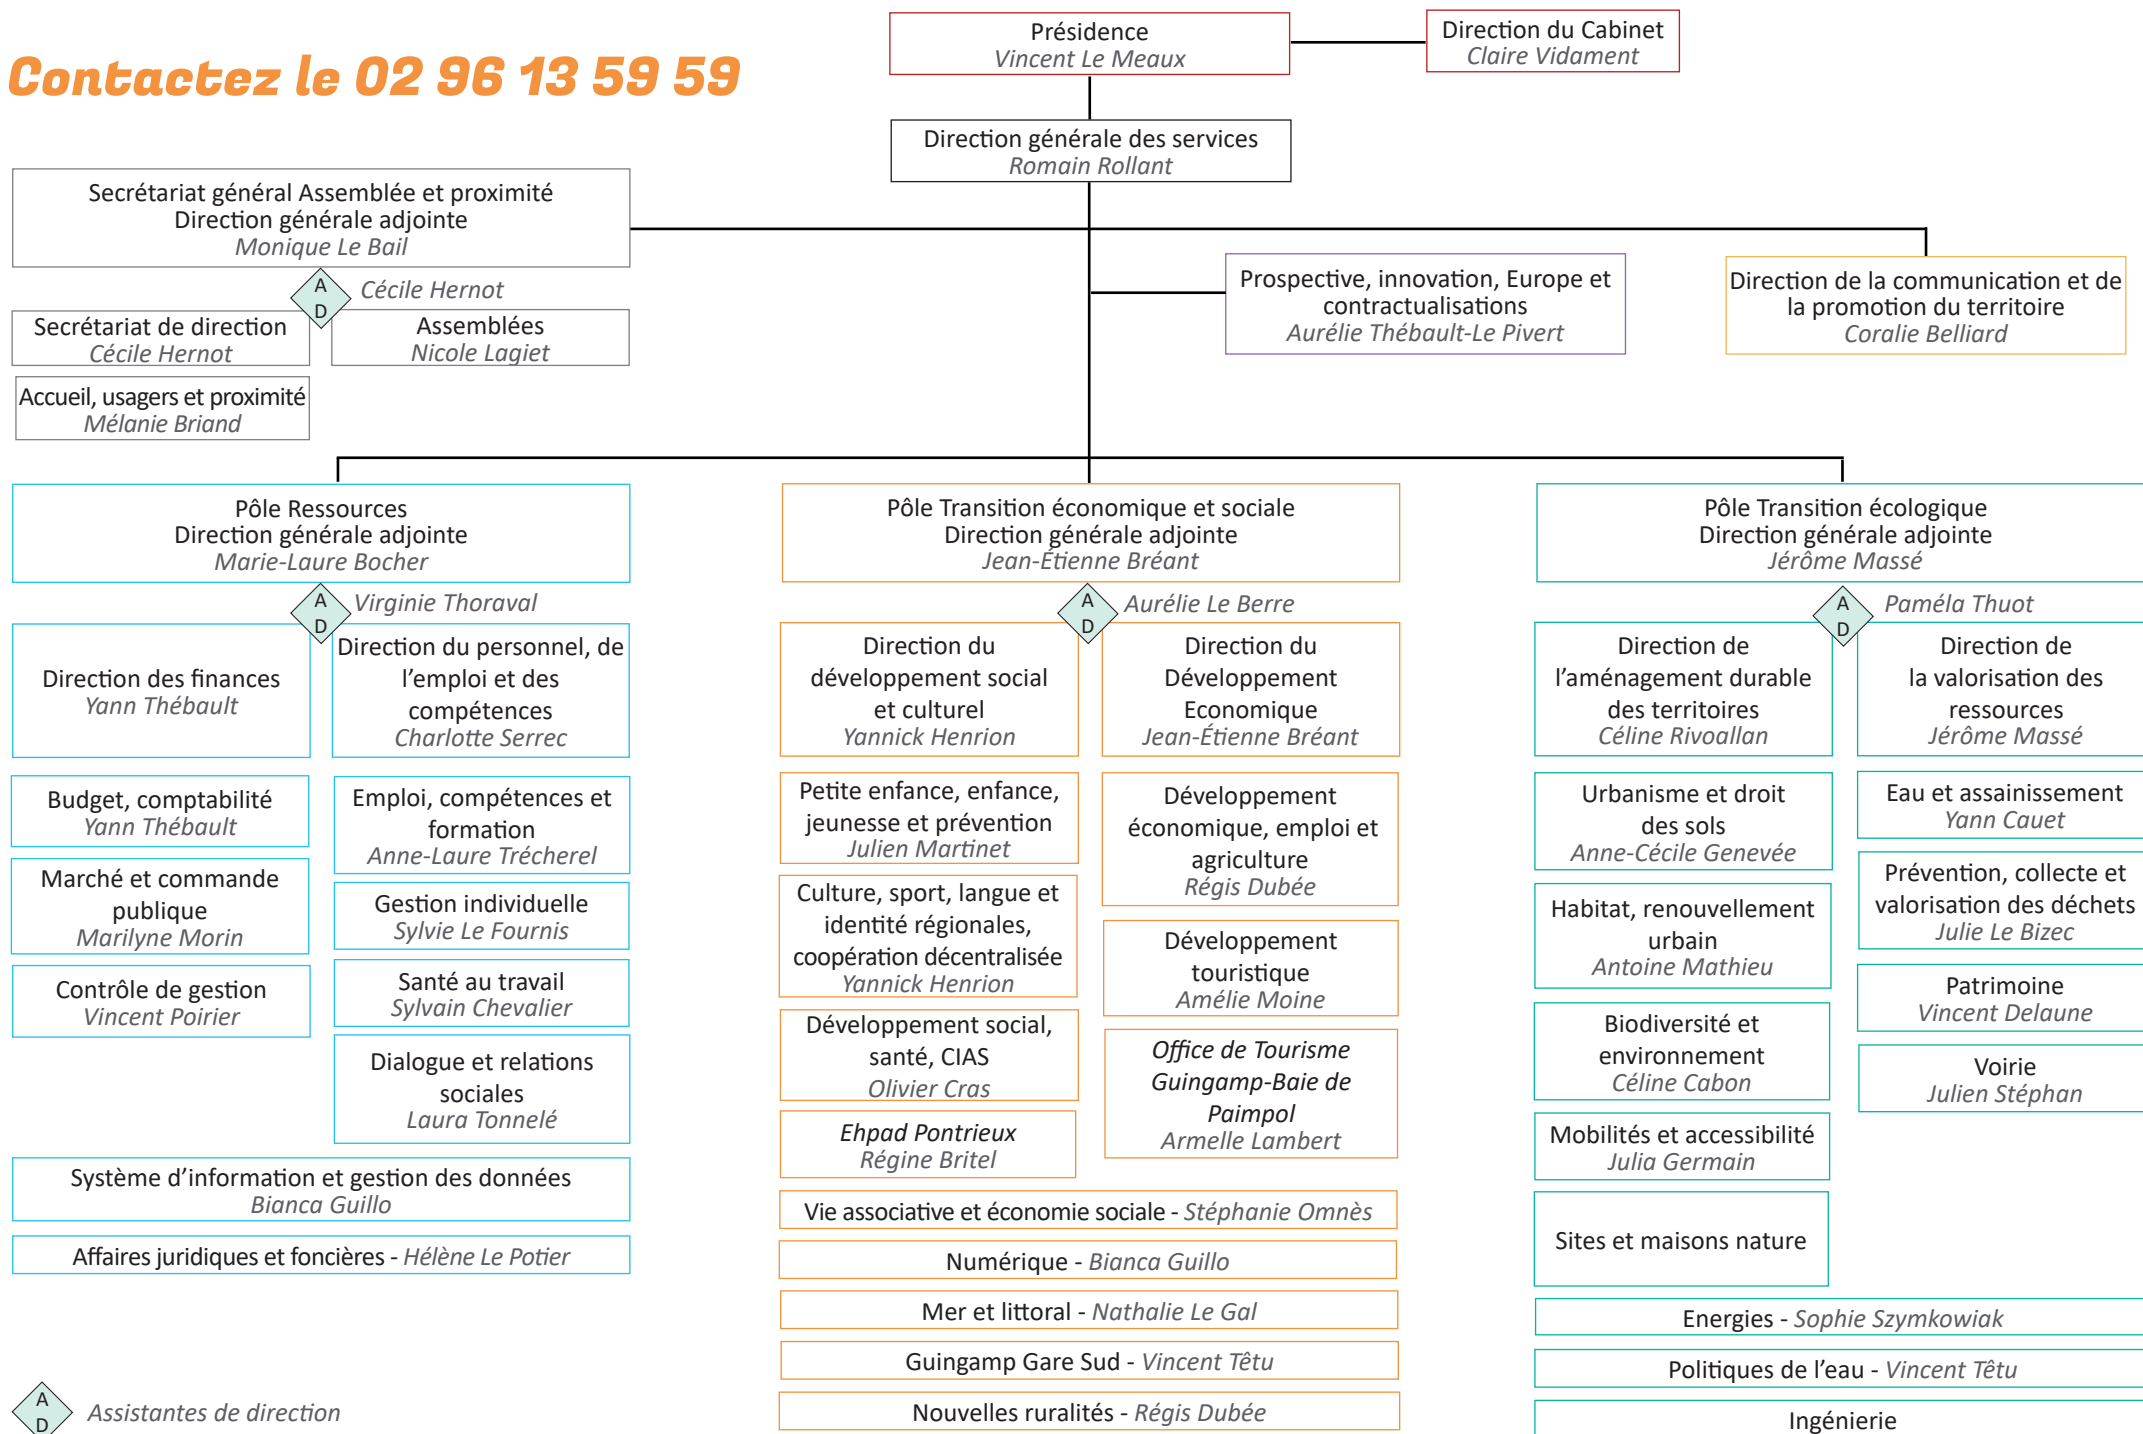 Contactez le 02 96 13 59 59
Présidence
Vincent Le Meaux
Direction du Cabinet
Claire Vidament
Direction générale des services
Romain Rollant
Secrétariat général Assemblée et proximité
Direction générale adjointe
Monique Le Bail
A
D
Cécile Hernot
Secrétariat de direction
Cécile Hernot
Assemblées
Nicole Lagiet
Accueil, usagers et proximité
Mélanie Briand
Prospective, innovation, Europe et
contractualisations
Aurélie Thébault-Le Pivert
Direction de la communication et de
la promotion du territoire
Coralie Belliard
Pôle Ressources
Direction générale adjointe
Marie-Laure Bocher
A
D
Virginie Thoraval
Direction des finances
Yann Thébault
Direction du personnel, de
l'emploi et des
compétences
Charlotte Serrec
Budget, comptabilité
Yann Thébault
Marché et commande
publique
Marilyne Morin
Contrôle de gestion
Vincent Poirier
Emploi, compétences et
formation
Anne-Laure Trécherel
Gestion individuelle
Sylvie Le Fournis
Santé au travail
Sylvain Chevalier
Dialogue et relations
sociales
Laura Tonnelé
Système d'information et gestion des données
Bianca Guillo
Affaires juridiques et foncières - Hélène Le Potier
Pôle Transition économique et sociale
Direction générale adjointe
Jean-Étienne Bréant
A
D
Aurélie Le Berre
Direction du
développement social
et culturel
Yannick Henrion
Direction du
Développement
Economique
Jean-Étienne Bréant
Petite enfance, enfance,
jeunesse et prévention
Julien Martinet
Culture, sport, langue et
identité régionales,
coopération décentralisée
Yannick Henrion
Développement social,
santé, CIAS
Olivier Cras
Ehpad Pontrieux
Régine Britel
Développement
économique, emploi et
agriculture
Régis Dubée
Développement
touristique
Amélie Moine
Office de Tourisme
Guingamp-Baie de
Paimpol
Armelle Lambert
Vie associative et économie sociale - Stéphanie Omnès
Numérique - Bianca Guillo
Mer et littoral - Nathalie Le Gal
Guingamp Gare Sud - Vincent Têtu
Nouvelles ruralités - Régis Dubée
Pôle Transition écologique
Direction générale adjointe
Jérôme Massé
A
D
Paméla Thuot
Direction de
l'aménagement durable
des territoires
Céline Rivoallan
Direction de
la valorisation des
ressources
Jérôme Massé
Urbanisme et droit
des sols
Anne-Cécile Genevée
Habitat, renouvellement
urbain
Antoine Mathieu
Biodiversité et
environnement
Céline Cabon
Mobilités et accessibilité
Julia Germain
Sites et maisons nature
Eau et assainissement
Yann Cauet
Prévention, collecte et
valorisation des déchets
Julie Le Bizec
Patrimoine
Vincent Delaune
Voirie
Julien Stéphan
Energies - Sophie Szymkowiak
Politiques de l'eau - Vincent Têtu
Ingénierie
A
D
Assistantes de direction